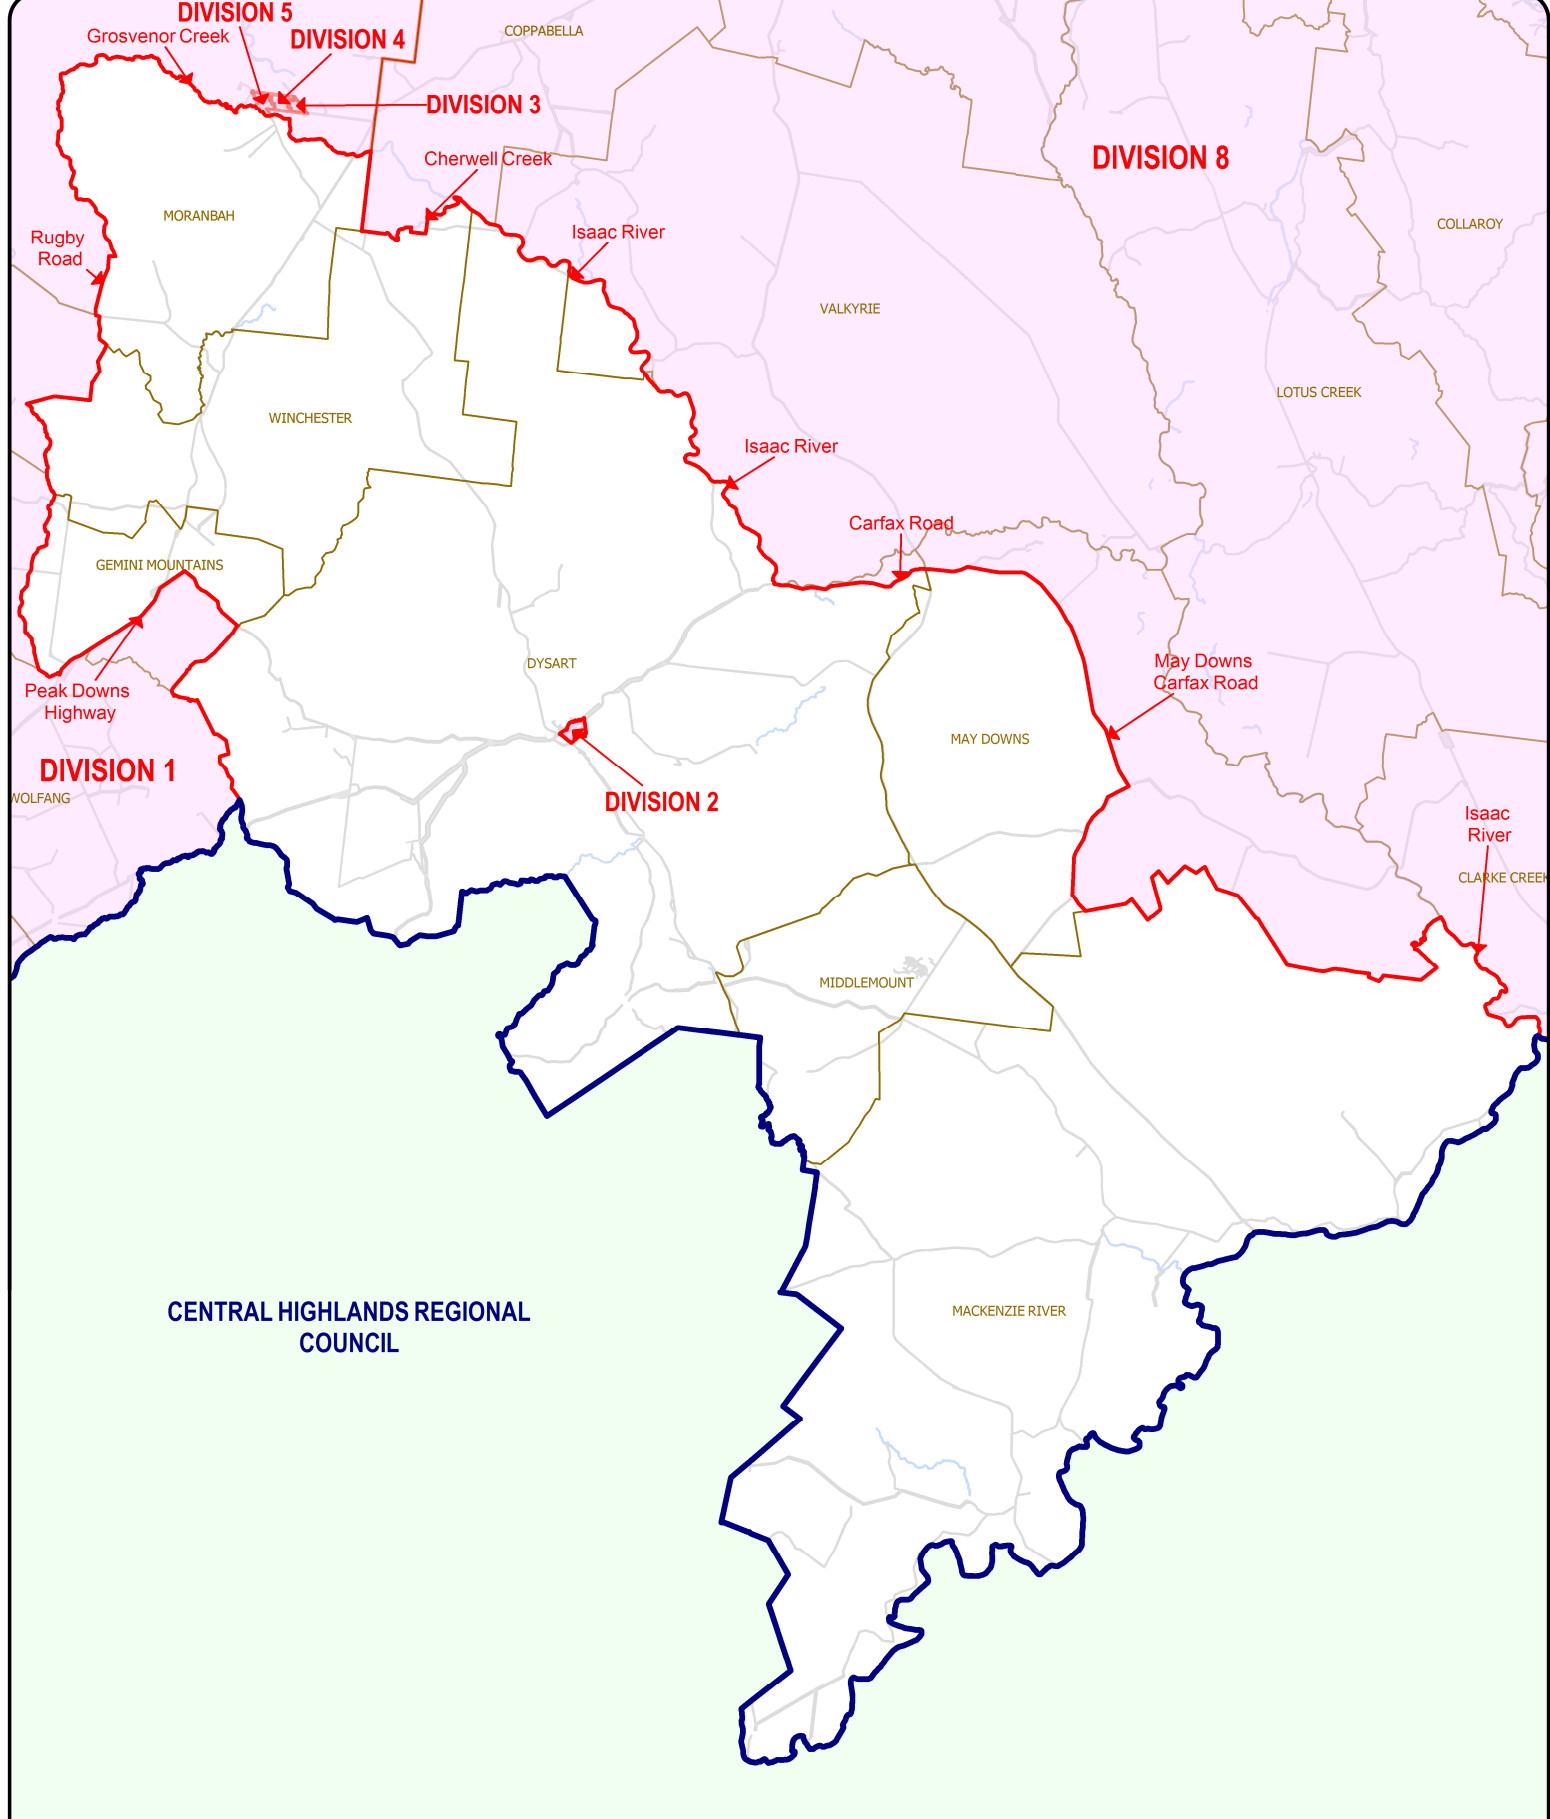 DIVISION 5
COPPABELLA
Grosvenor Creek
DIVISION 4
DIVISION 3
Cherwell Creek
DIVISION 8
MORANBAH
COLLAROY
Rugby
Road
Isaac River
VALKYRIE
LOTUS CREEK
WINCHESTER
Isaac River
Carfax Road
GEMINI MOUNTAINS
DYSART
May Downs
Carfax Road
Peak Downs
Highway
MAY DOWNS
DIVISION 1
WOLFANG
DIVISION 2
Isaac
River
CLARKE CREEK
MIDDLEMOUNT
CENTRAL HIGHLANDS REGIONAL
COUNCIL
MACKENZIE RIVER